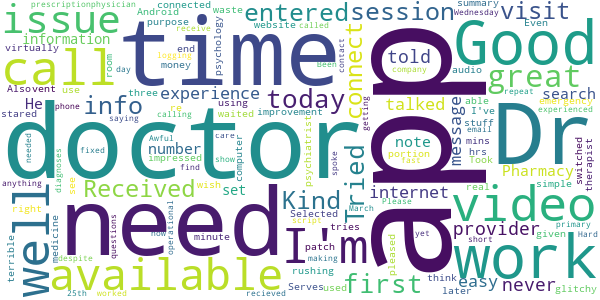 prescriptionphysician
connected
Android
purpose
receive
website
called
summary
Wednesday
Even
issue
time
entered
session
visit
virtually
information
call
room
end
money
psychology
waste
Been
contact
company
audio
told
Good
great
app
Alsovent
use
He
stared
three
day
phone
saying
info
re
experience
using
waited
calling
Awful
improvement
logging
today
connect
talked
search
able
I've
stuff
email
emergency
experienced
repeat
doctor
Dr
needed
anything
diagnoses
fixed
number
impressed
spoke
find
computer
care
show
psychiatrist
note
portion
fast
message
Pharmacy
getting
mins
hrs
Took
real
simple
therapist
switched
well
Received
see
wish
set
Kind
Tried
internet
video
provider
given
primary
Hard
right
terrible
medicine
despite
need
questions
how
operational
minute
Selected
script
tries
March
Please
yet
pleased
first
easy
think
later
short
never
glitchy
available
I'm
patch
rushing
making
Serves
used
work
25th
worked
recieved